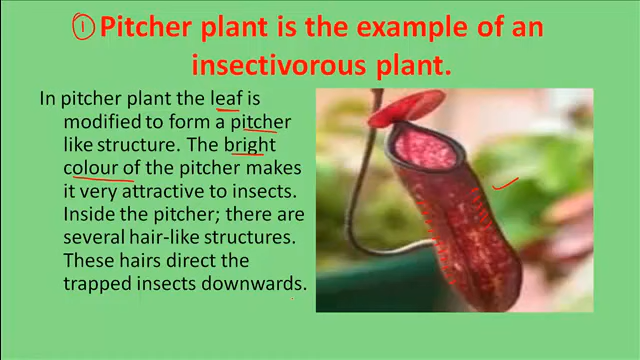 ① Pitcher plant is the example of an
insectivorous plant.
In pitcher plant the leaf is
modified to form a pitcher
like structure. The bright
colour of the pitcher makes
it very attractive to insects.
Inside the pitcher; there are
several hair-like structures.
These hairs direct the
trapped insects downwards.